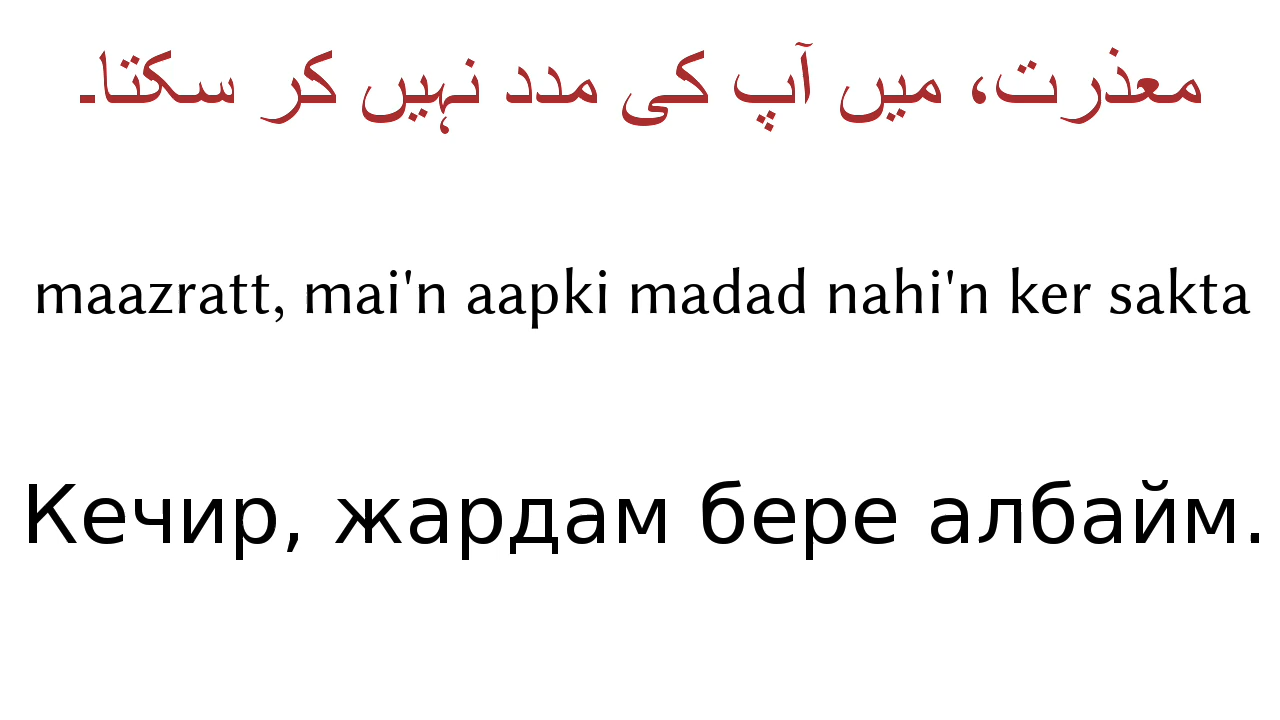 معذرت، میں آپ کی مدد نہیں کر سکتا۔
maazratt, mai'n aapki madad nahi'n ker sakta
Кечир, жардам бере албайм.